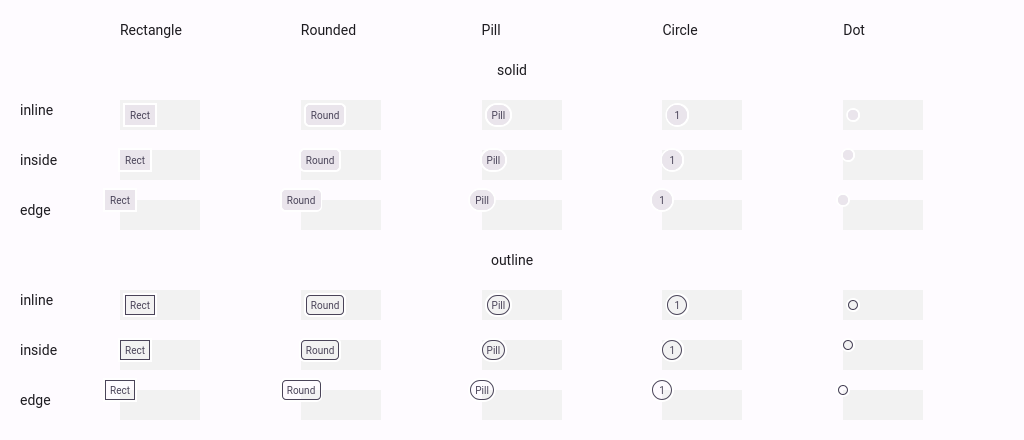 Rectangle Rounded Pill Circle Dot
solid
inline Rect Round Pill 1
inside Rect Round Pill 1
edge Rect Round Pill 1
outline
inline Rect Round Pill 1
inside Rect Round Pill 1
edge Rect Round Pill 1